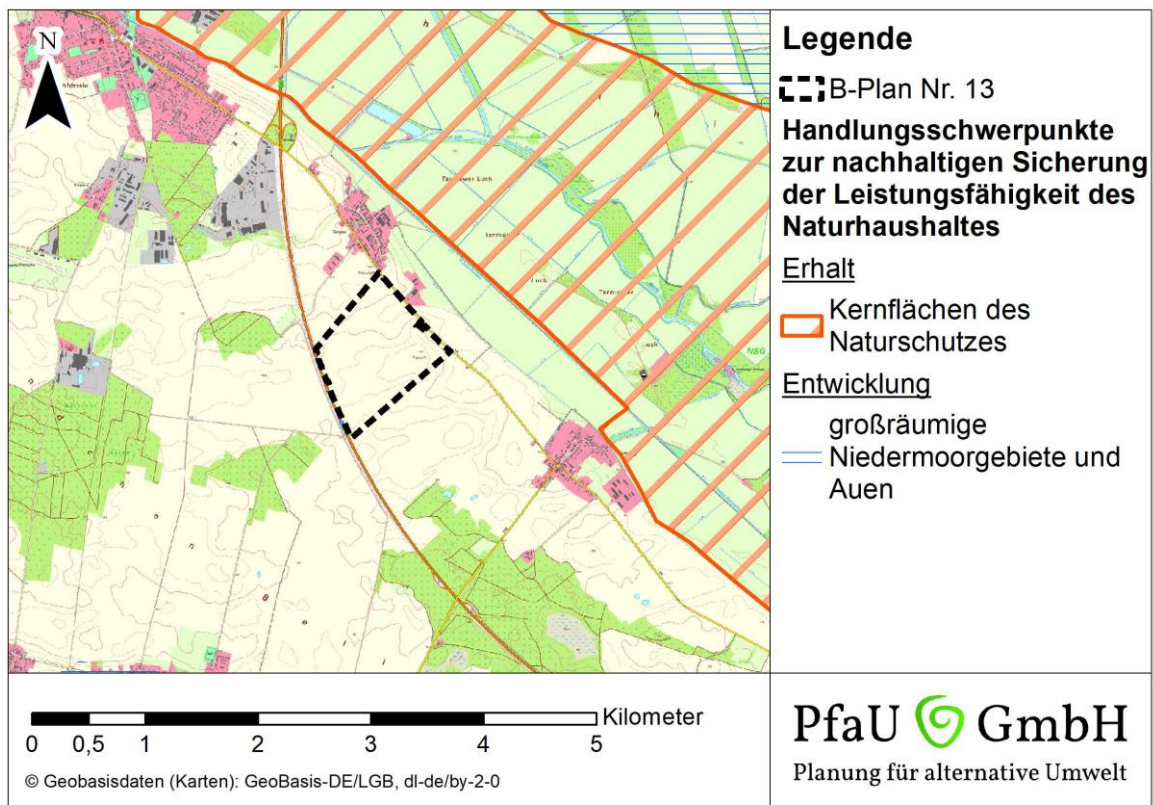 N
Tarmower Luch
NSG
Legende
B-Plan Nr. 13
Handlungsschwerpunkte
zur nachhaltigen Sicherung
der Leistungsfähigkeit des
Naturhaushaltes
Erhalt
Kernflächen des
Naturschutzes
Entwicklung
großräumige
Niedermoorgebiete und
Auen
Kilometer
0 0,5 1 2 3 4 5
© Geobasisdaten (Karten): GeoBasis-DE/LGB, dl-de/by-2-0
PfaU GmbH
Planung für alternative Umwelt